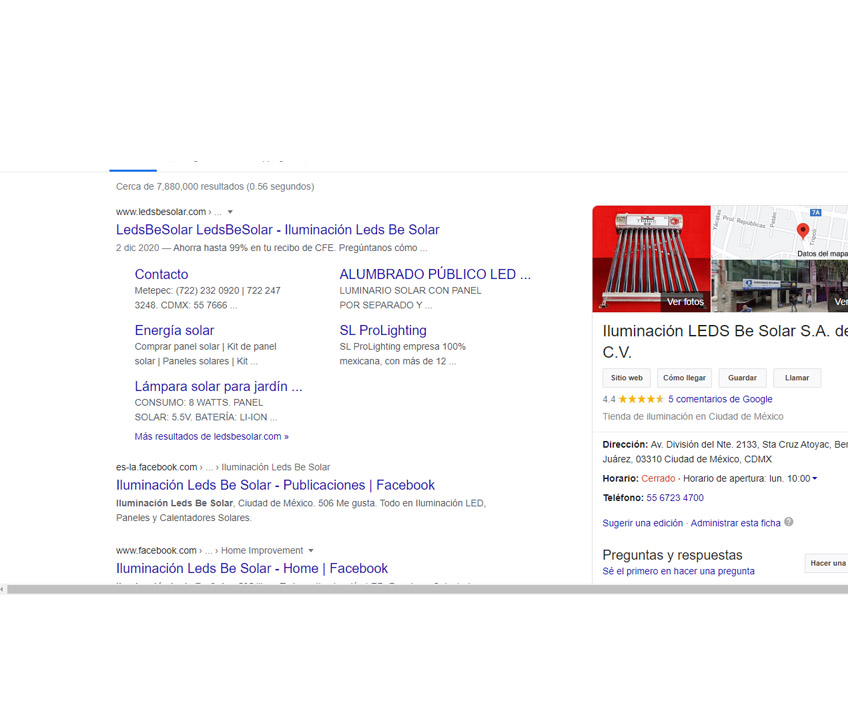 Cerca de 7,880,000 resultados (0.56 segundos)
www.ledsbesolar.com › ...
LedsBeSolar LedsBeSolar - Iluminación Leds Be Solar
2 dic 2020 — Ahorra hasta 99% en tu recibo de CFE. Pregúntanos cómo ...
Contacto
Metepec: (722) 232 0920 | 722 247
3248. CDMX: 55 7666 ...
ALUMBRADO PÚBLICO LED ...
LUMINARIO SOLAR CON PANEL
POR SEPARADO Y ...
Energía solar
Comprar panel solar | Kit de panel
solar | Paneles solares | Kit ...
SL ProLighting
SL ProLighting empresa 100%
mexicana, con más de 12 ...
Lámpara solar para jardín ...
CONSUMO: 8 WATTS. PANEL
SOLAR: 5.5V. BATERÍA: LI-ION ...
Más resultados de ledsbesolar.com »
es-la.facebook.com › ... › Iluminación Leds Be Solar
Iluminación Leds Be Solar - Publicaciones | Facebook
Iluminación Leds Be Solar, Ciudad de México. 506 Me gusta. Todo en Iluminación LED,
Paneles y Calentadores Solares.
www.facebook.com › ... › Home Improvement
Iluminación Leds Be Solar - Home | Facebook
Ver fotos
7A
Prol. Repúblicas
Datos del mapa
Ver
Iluminación LEDS Be Solar S.A. de
C.V.
Sitio web
Cómo llegar
Guardar
Llamar
4.4 5 comentarios de Google
Tienda de iluminación en Ciudad de México
Dirección: Av. División del Nte. 2133, Sta Cruz Atoyac, Ben
Juárez, 03310 Ciudad de México, CDMX
Horario: Cerrado · Horario de apertura: lun. 10:00
Teléfono: 55 6723 4700
Sugerir una edición · Administrar esta ficha
Preguntas y respuestas
Sé el primero en hacer una pregunta
Hacer una